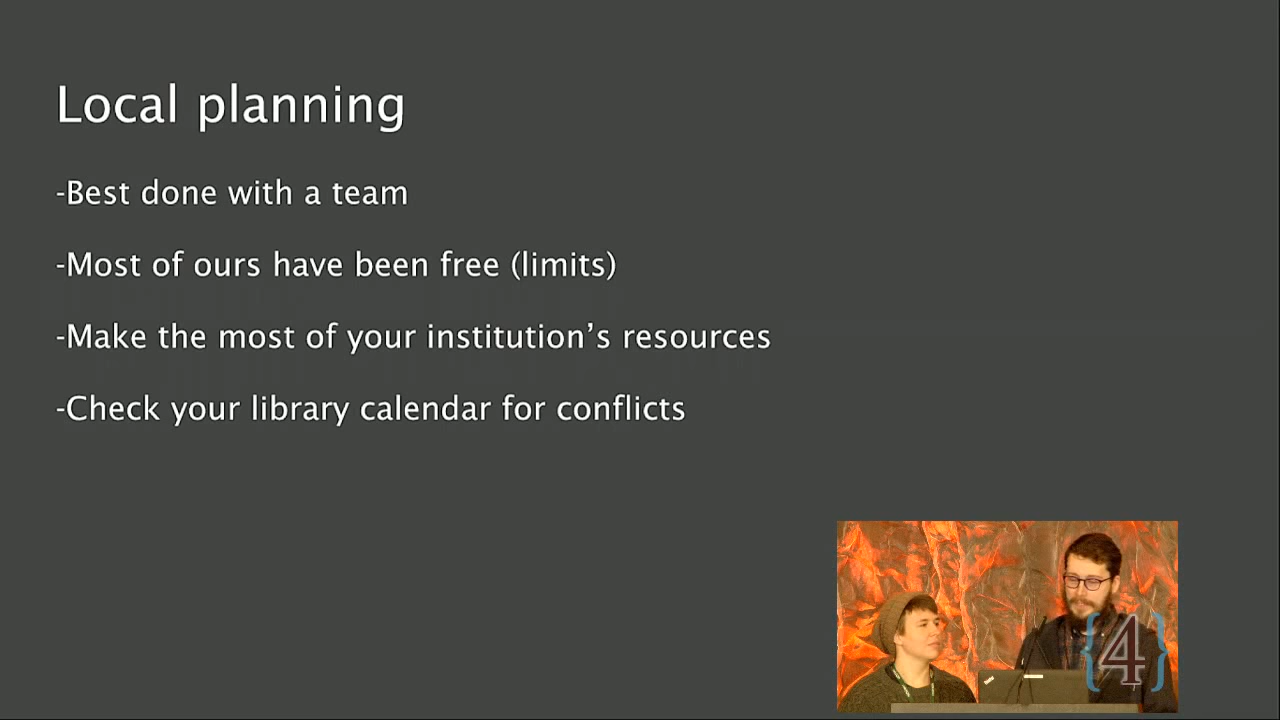 Local planning
-Best done with a team
-Most of ours have been free (limits)
-Make the most of your institution’s resources
-Check your library calendar for conflicts
{4}